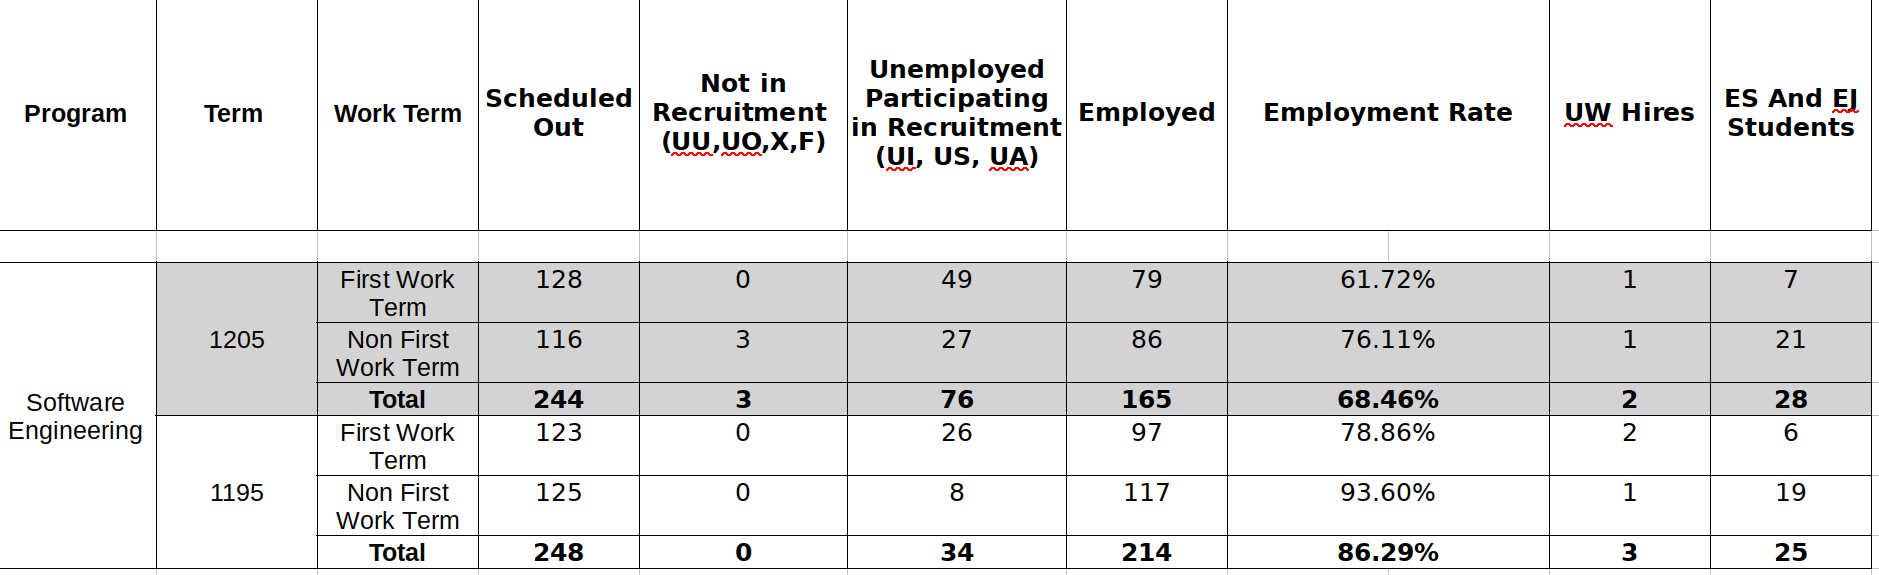 Program Term Work Term Scheduled Out Not in Recruitment (UU,UO,X,F) Unemployed Participating in Recruitment (UI, US, UA) Employed Employment Rate UW Hires ES And EJ Students
Software Engineering
1205
First Work Term 128 0 49 79 61.72% 1 7
Non First Work Term 116 3 27 86 76.11% 1 21
Total 244 3 76 165 68.46% 2 28
1195
First Work Term 123 0 26 97 78.86% 2 6
Non First Work Term 125 0 8 117 93.60% 1 19
Total 248 0 34 214 86.29% 3 25